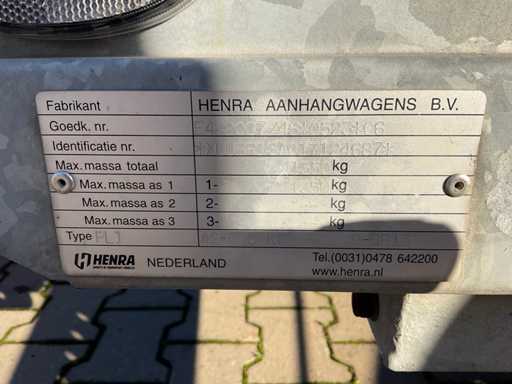 Fabrikant HENRA AANHANGWAGENS B.V.
Goedk. nr.
Identificatie nr.
Max. massa totaal kg
Max. massa as 1 1- kg
Max. massa as 2 2- kg
Max. massa as 3 3- kg
Type
HENRA NEDERLAND Tel.(0031)0478 642200
www.henra.nl